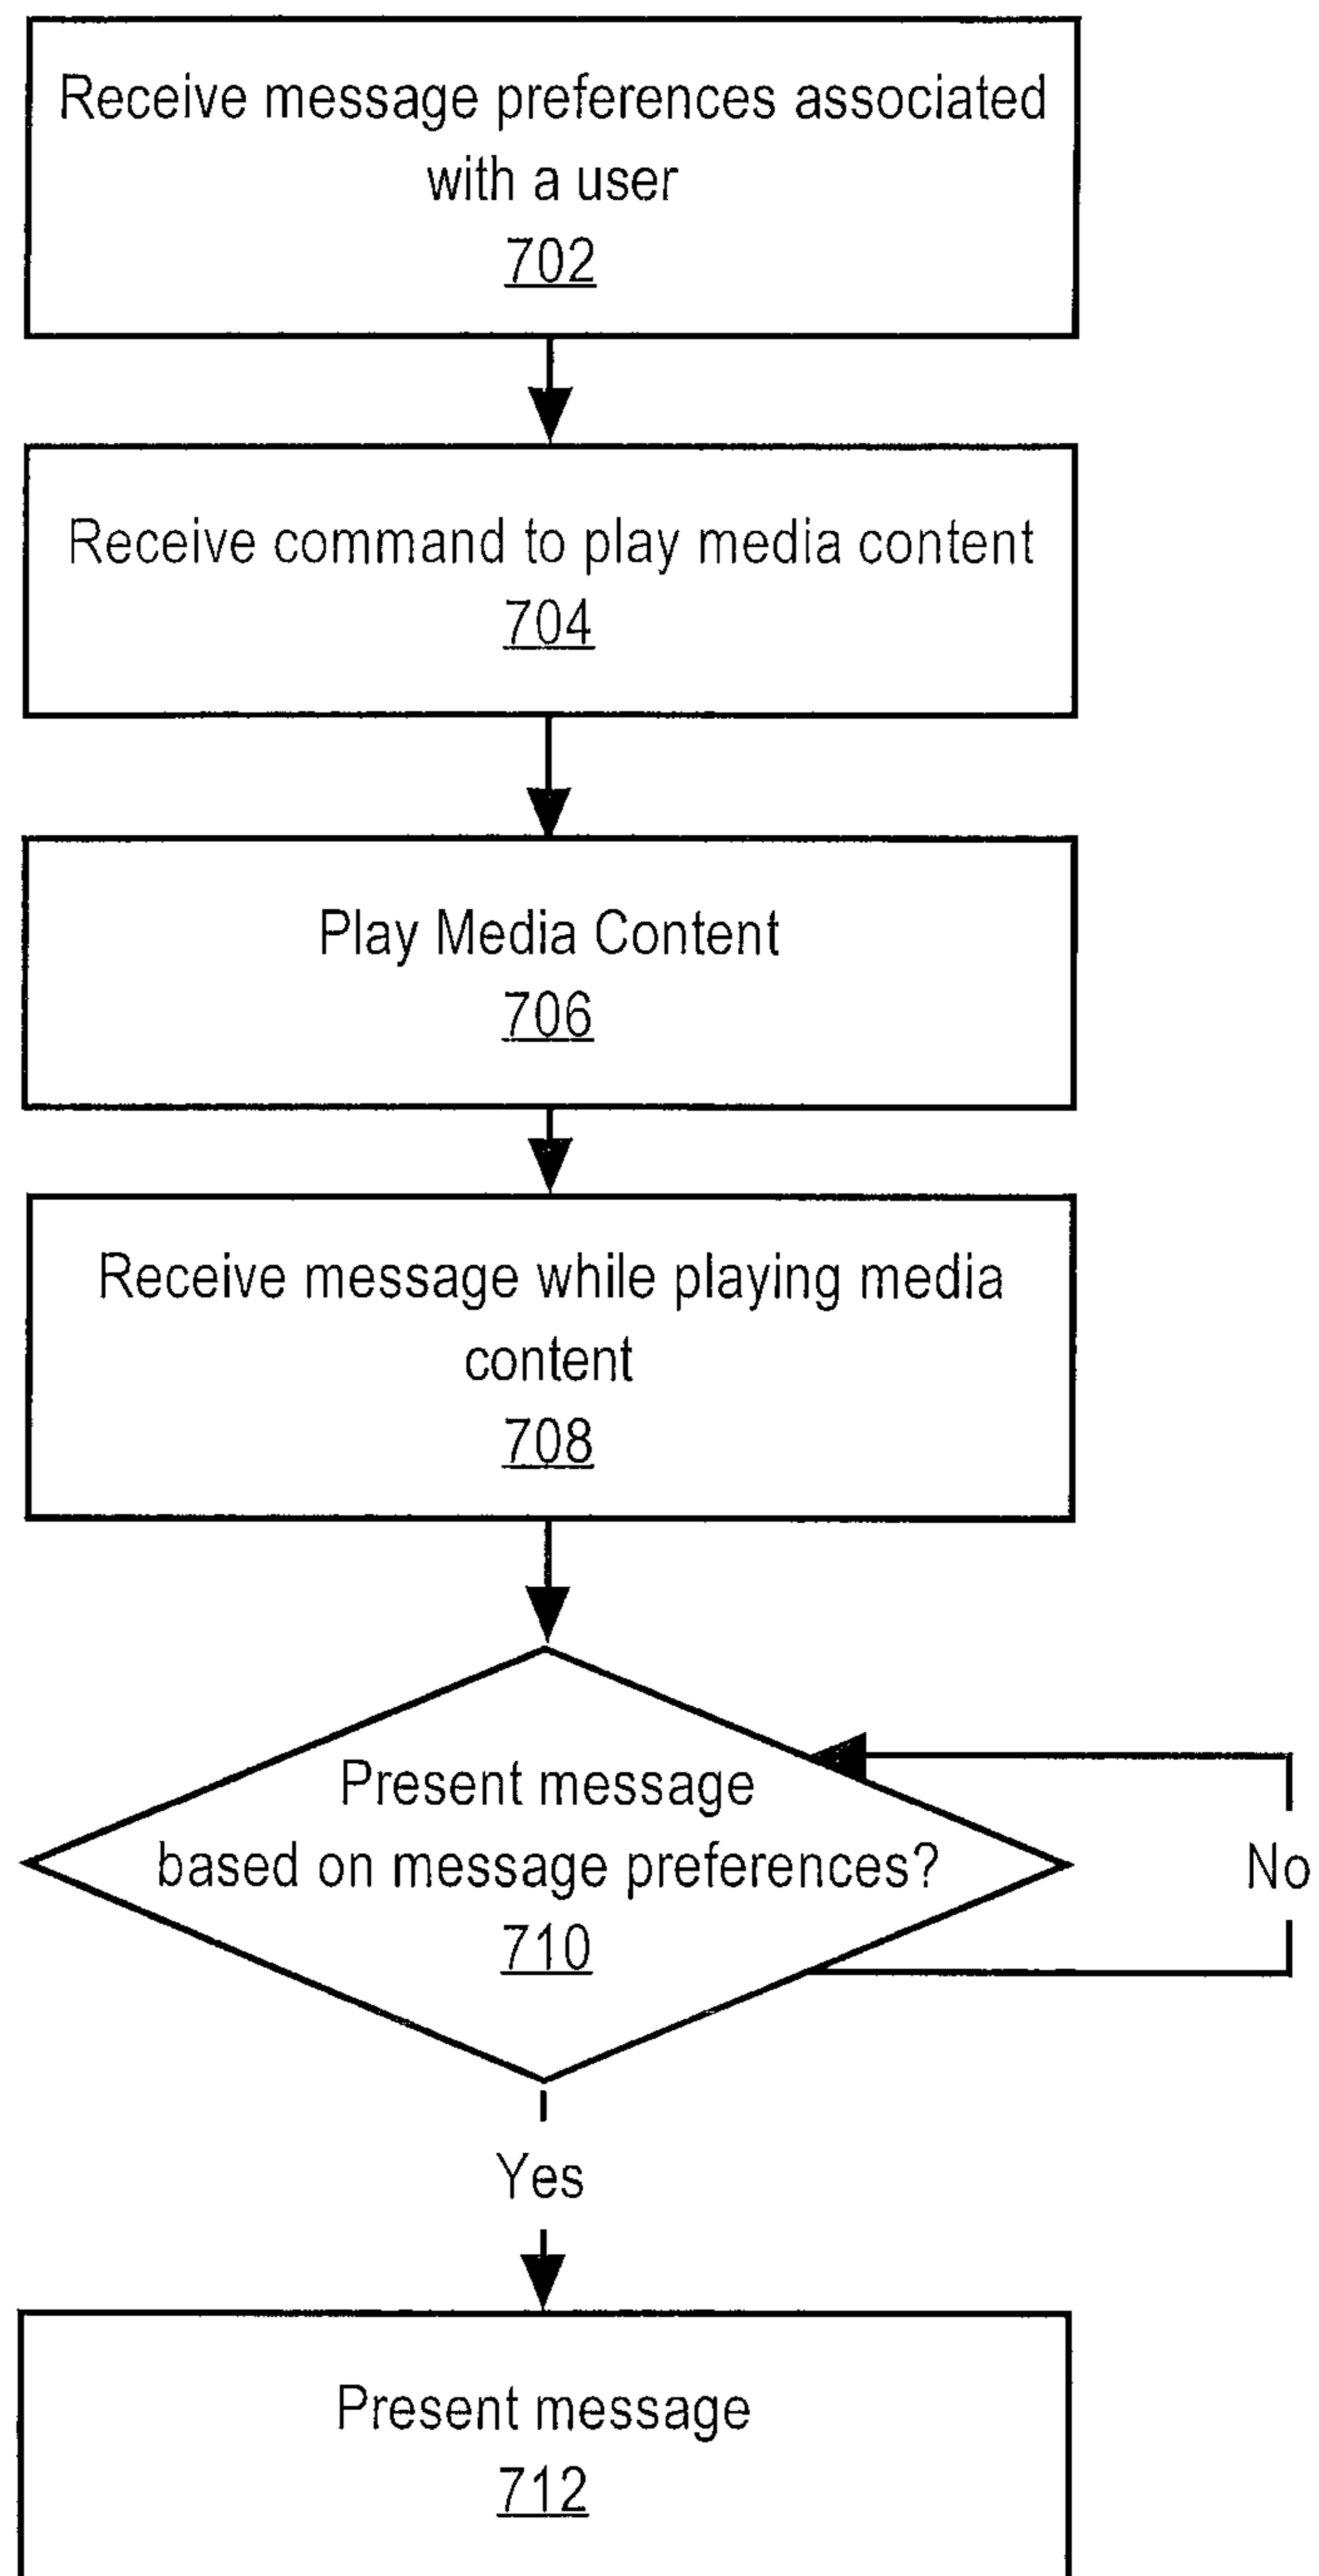 Receive message preferences associated
with a user
702
Receive command to play media content
704
Play Media Content
706
Receive message while playing media
content
708
Present message
based on message preferences?
710
No
Yes
Present message
712